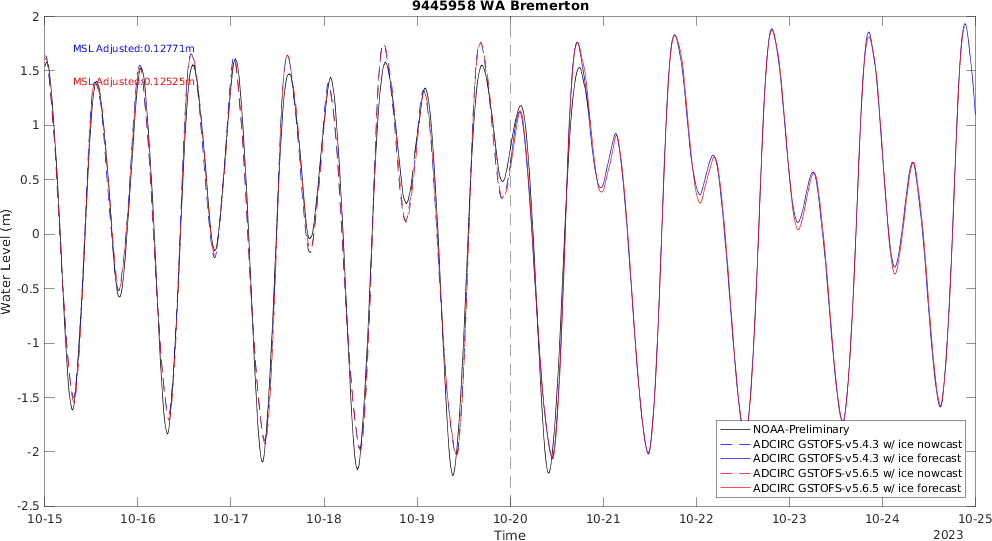 9445958 WA Bremerton
MSL Adjusted:0.12771m
MSL Adjusted:0.12525m
Water Level (m)
2
1.5
1
0.5
0
-0.5
-1
-1.5
-2
-2.5
NOAA-Preliminary
ADCIRC GSTOFS-v5.4.3 w/ ice nowcast
ADCIRC GSTOFS-v5.4.3 w/ ice forecast
ADCIRC GSTOFS-v5.6.5 w/ ice nowcast
ADCIRC GSTOFS-v5.6.5 w/ ice forecast
10-15 10-16 10-17 10-18 10-19 10-20 10-21 10-22 10-23 10-24 10-25
Time
2023